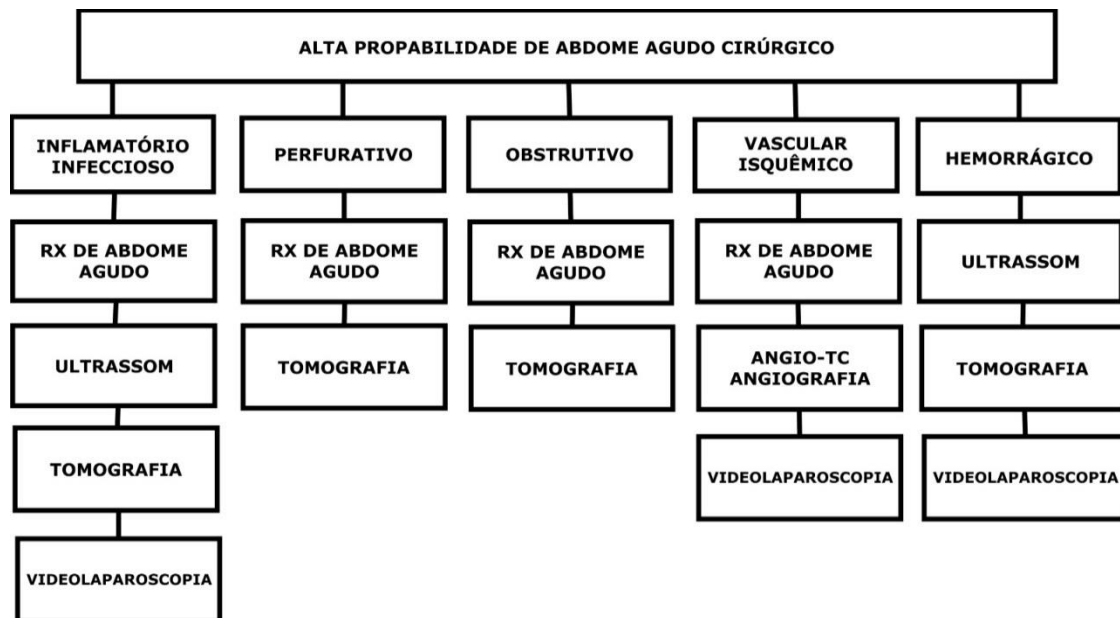 ALTA PROPABILIDADE DE ABDOME AGUDO CIRÚRGICO
INFLAMATÓRIO
INFECCIOSO
RX DE ABDOME
AGUDO
ULTRASSOM
TOMOGRAFIA
VIDEOLAPAROSCOPIA
PERFURATIVO
RX DE ABDOME
AGUDO
TOMOGRAFIA
OBSTRUTIVO
RX DE ABDOME
AGUDO
TOMOGRAFIA
VASCULAR
ISQUÊMICO
RX DE ABDOME
AGUDO
ANGIO-TC
ANGIOGRAFIA
VIDEOLAPAROSCOPIA
HEMORRÁGICO
ULTRASSOM
TOMOGRAFIA
VIDEOLAPAROSCOPIA